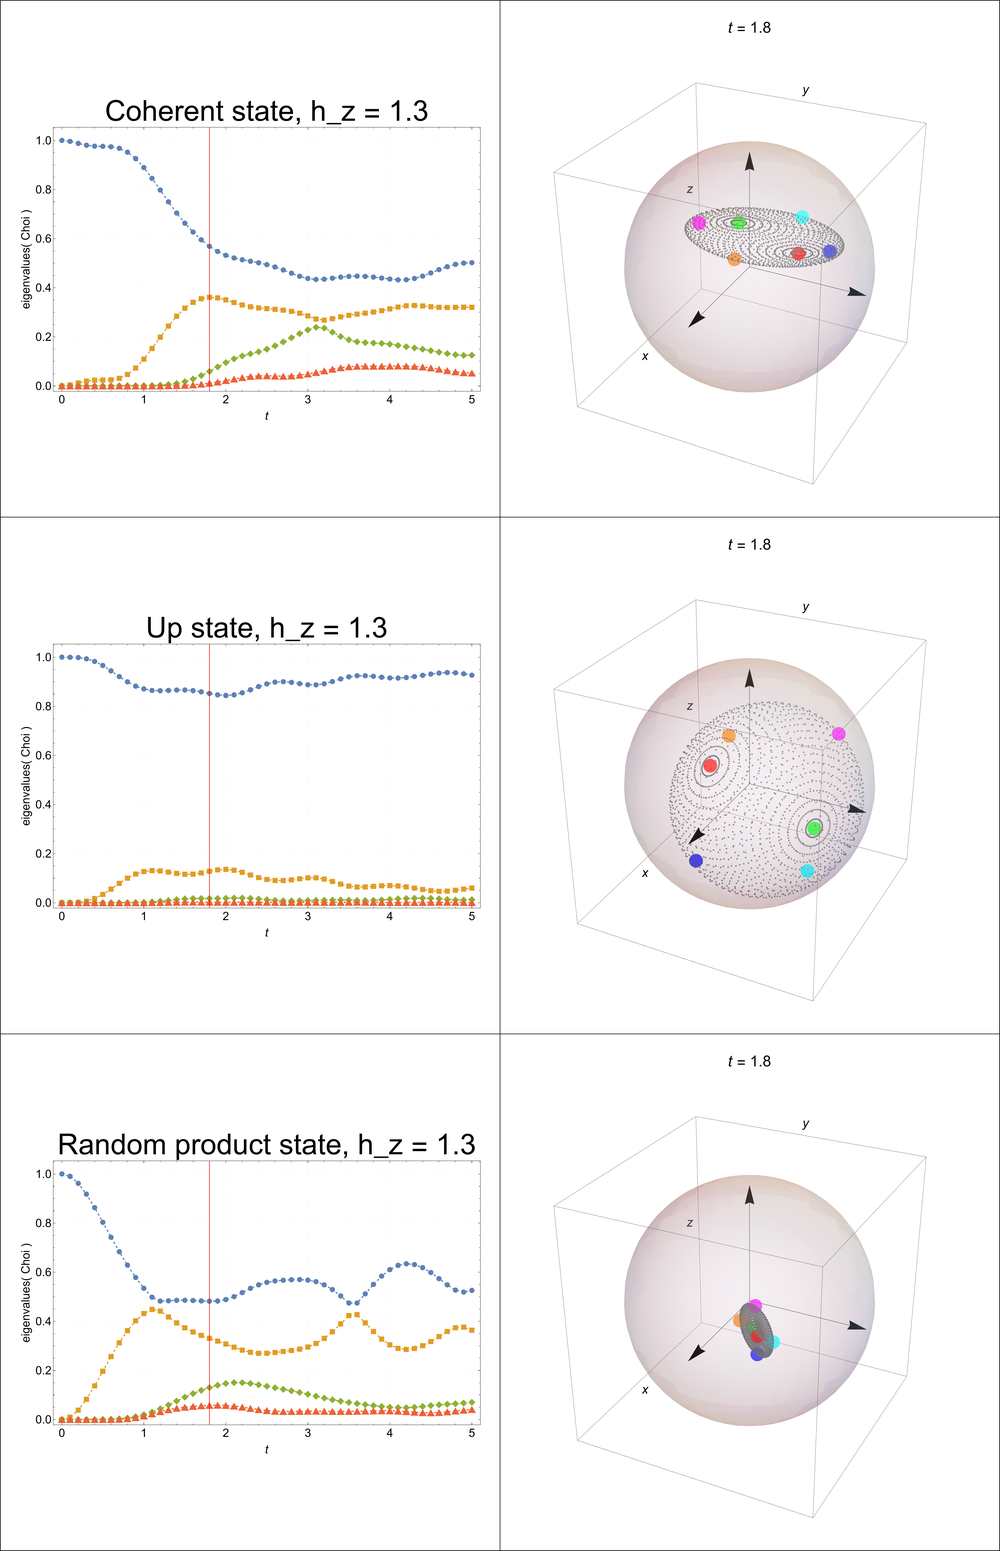 t = 1.8
Coherent state, h_z = 1.3
eigenvalues( Choi )
1.0
0.8
0.6
0.4
0.2
0.0
0 1 2 3 4 5
t
y
z
x
t = 1.8
Up state, h_z = 1.3
eigenvalues( Choi )
1.0
0.8
0.6
0.4
0.2
0.0
0 1 2 3 4 5
t
y
z
x
t = 1.8
Random product state, h_z = 1.3
eigenvalues( Choi )
1.0
0.8
0.6
0.4
0.2
0.0
0 1 2 3 4 5
t
y
z
x